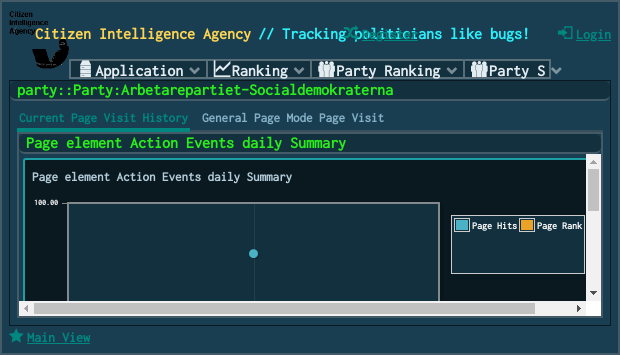 Citizen
Intelligence
Agency
Citizen Intelligence Agency // Tracking politicians like bugs!
Register
Login
Application
Ranking
Party Ranking
Party S
party::Party:Arbetarepartiet-Socialdemokraterna
Current Page Visit History
General Page Mode Page Visit
Page element Action Events daily Summary
Page element Action Events daily Summary
100.00
Page Hits
Page Rank
Main View